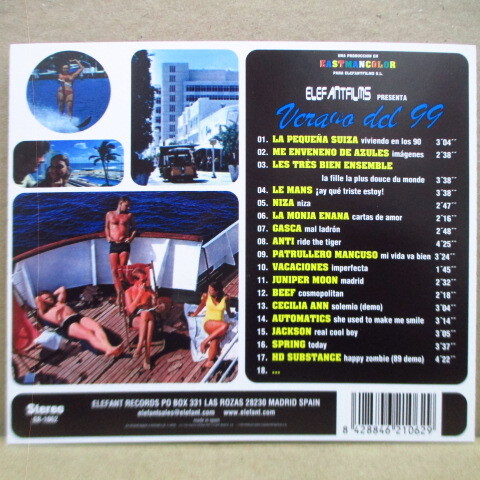 UNA PRODUCCION EN
EASTMANCOLOR
PARA ELEFANTFILMS S.L.
ELEFANTFILMS PRESENTA
Verano del 99
01. LA PEQUEÑA SUIZA viviendo en los 90 3'04"
02. ME ENVENENO DE AZULES imágenes 2'38"
03. LES TRÈS BIEN ENSEMBLE
la fille la plus douce du monde 3'38"
04. LE MANS ¡ay qué triste estoy! 3'38"
05. NIZA niza 2'47"
06. LA MONJA ENANA cartas de amor 2'16"
07. GASCA mal ladrón 2'48"
08. ANTI ride the tiger 4'25"
09. PATRULLERO MANCUSO mi vida va bien 3'24"
10. VACACIONES imperfecta 1'45"
11. JUNIPER MOON madrid 2'32"
12. BEEF cosmopolitan 2'18"
13. CECILIA ANN solemio (demo) 3'04"
14. AUTOMATICS she used to make me smile 3'14"
15. JACKSON real cool boy 3'05"
16. SPRING today 3'37"
17. HD SUBSTANCE happy zombie (99 demo) 4'22"
18. ...
Stereo
ER-1062
ELEFANT RECORDS PO BOX 331 LAS ROZAS 28230 MADRID SPAIN
elefantsales@elefant.com www.elefant.com
8 428846 210629